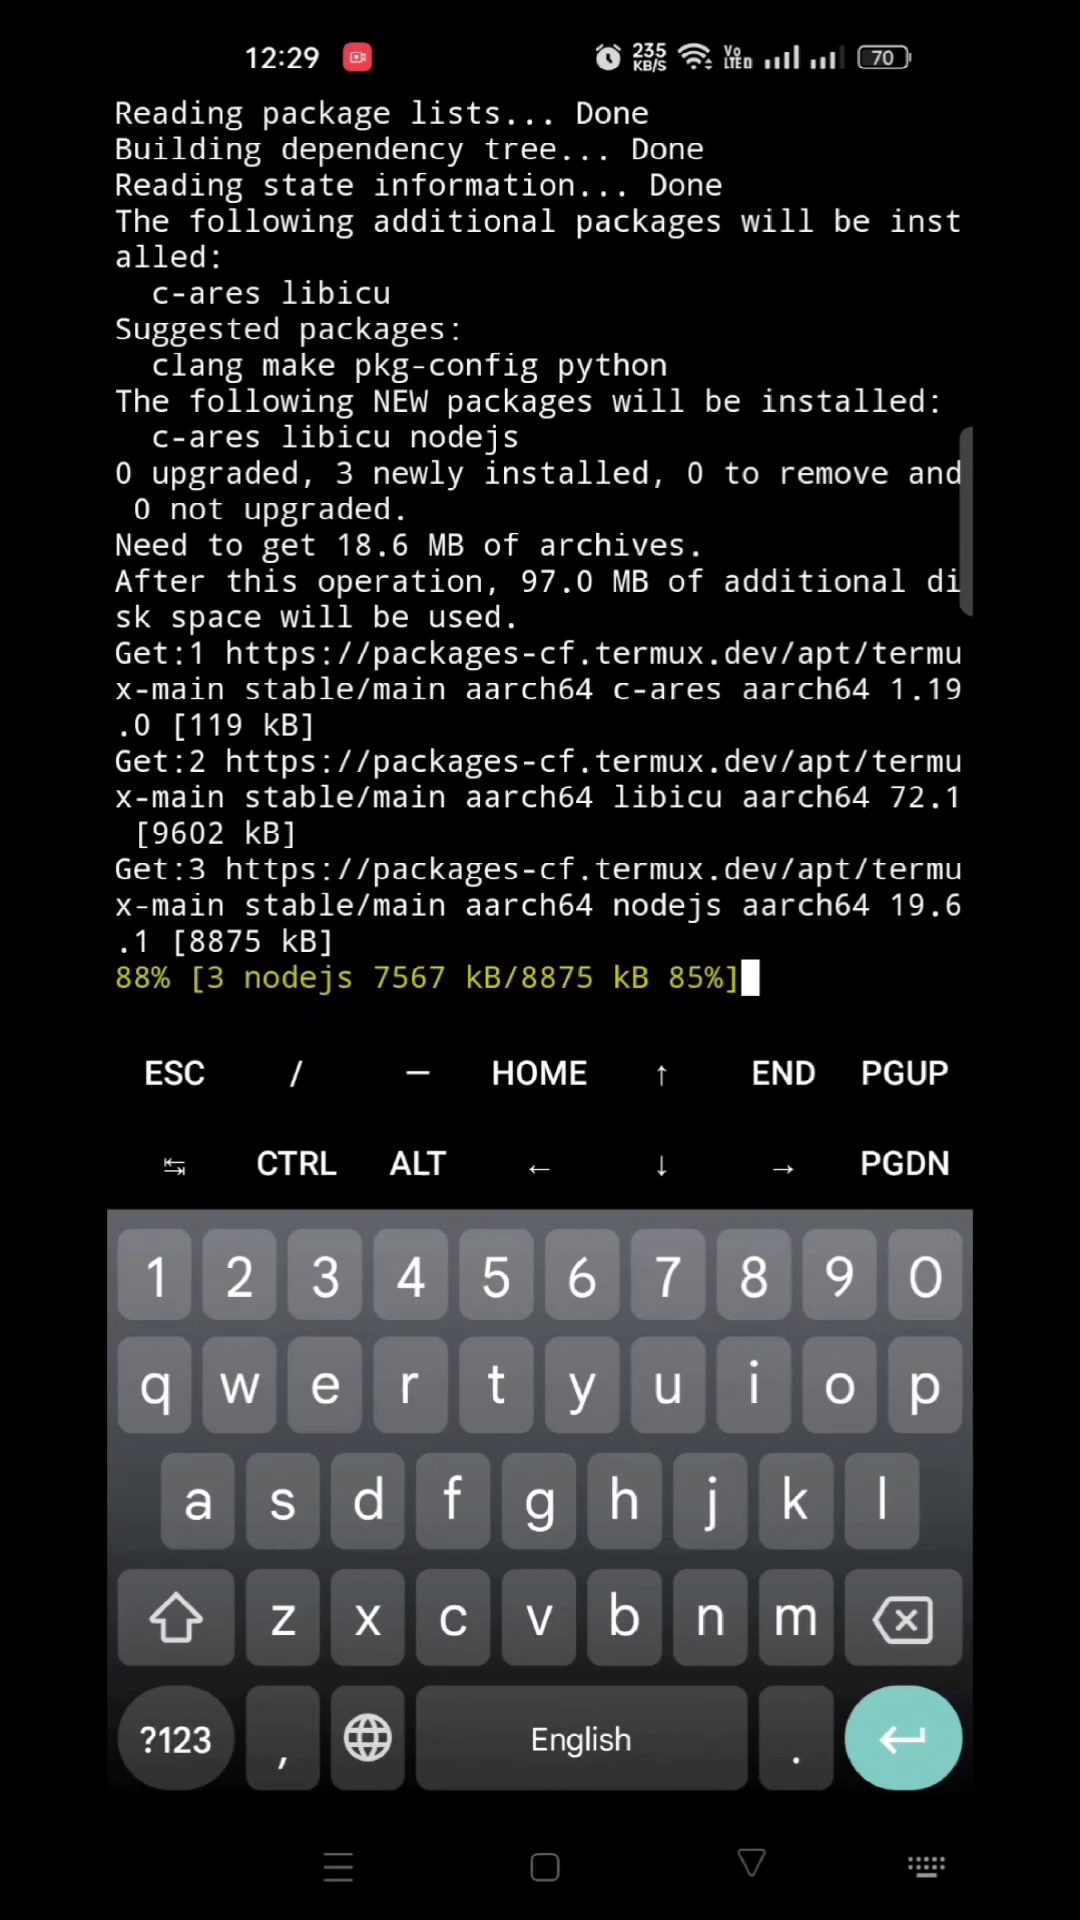 12:29
235 KB/S
Vo LTE D
70
Reading package lists... Done
Building dependency tree... Done
Reading state information... Done
The following additional packages will be inst
alled:
  c-ares libicu
Suggested packages:
  clang make pkg-config python
The following NEW packages will be installed:
  c-ares libicu nodejs
0 upgraded, 3 newly installed, 0 to remove and
 0 not upgraded.
Need to get 18.6 MB of archives.
After this operation, 97.0 MB of additional di
sk space will be used.
Get:1 https://packages-cf.termux.dev/apt/termu
x-main stable/main aarch64 c-ares aarch64 1.19
.0 [119 kB]
Get:2 https://packages-cf.termux.dev/apt/termu
x-main stable/main aarch64 libicu aarch64 72.1
 [9602 kB]
Get:3 https://packages-cf.termux.dev/apt/termu
x-main stable/main aarch64 nodejs aarch64 19.6
.1 [8875 kB]
88% [3 nodejs 7567 kB/8875 kB 85%]
ESC / — HOME ↑ END PGUP
↹ CTRL ALT ← ↓ → PGDN
1 2 3 4 5 6 7 8 9 0
q w e r t y u i o p
a s d f g h j k l
z x c v b n m
?123 , English .